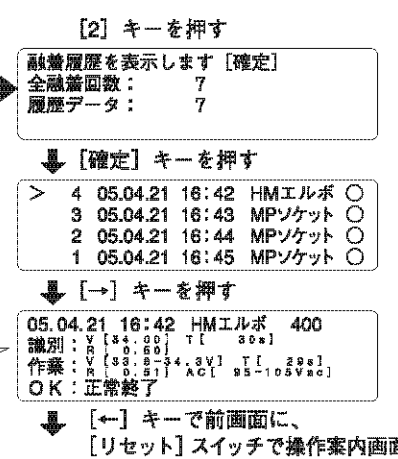 [2] キーを押す
融着履歴を表示します [確定]
全融着回数： 7
履歴データ： 7
[確定] キーを押す
> 4 05.04.21 16:42 HMエルボ ○
3 05.04.21 16:43 MPソケット ○
2 05.04.21 16:44 MPソケット ○
1 05.04.21 16:45 MPソケット ○
[→] キーを押す
05.04.21 16:42 HMエルボ 400
識別：V [34.00] T[ 30s]
R [ 0.60]
作業：V [33.8-34.3V] T[ 29s]
R [ 0.51] AC[ 95-105Vac]
OK：正常終了
[←] キーで前画面に、
[リセット] スイッチで操作案内画面